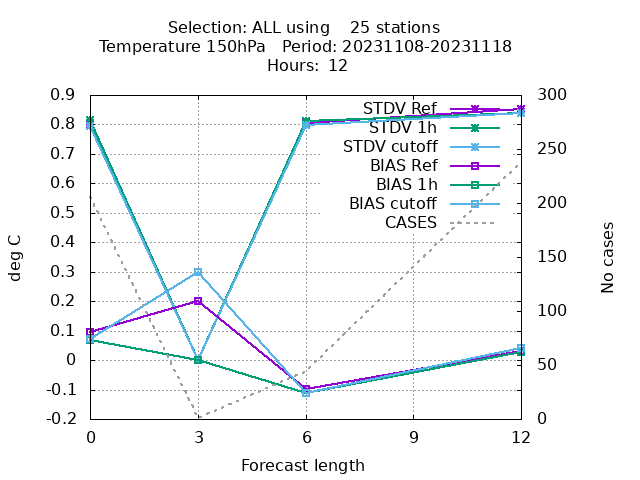 Selection: ALL using    25 stations
Temperature 150hPa   Period: 20231108-20231118
Hours: 12
0.9
0.8
0.7
0.6
0.5
0.4
0.3
0.2
0.1
0
-0.1
-0.2
deg C
STDV Ref
STDV 1h
STDV cutoff
BIAS Ref
BIAS 1h
BIAS cutoff
CASES
300
250
200
150
100
50
0
No cases
0 3 6 9 12
Forecast length